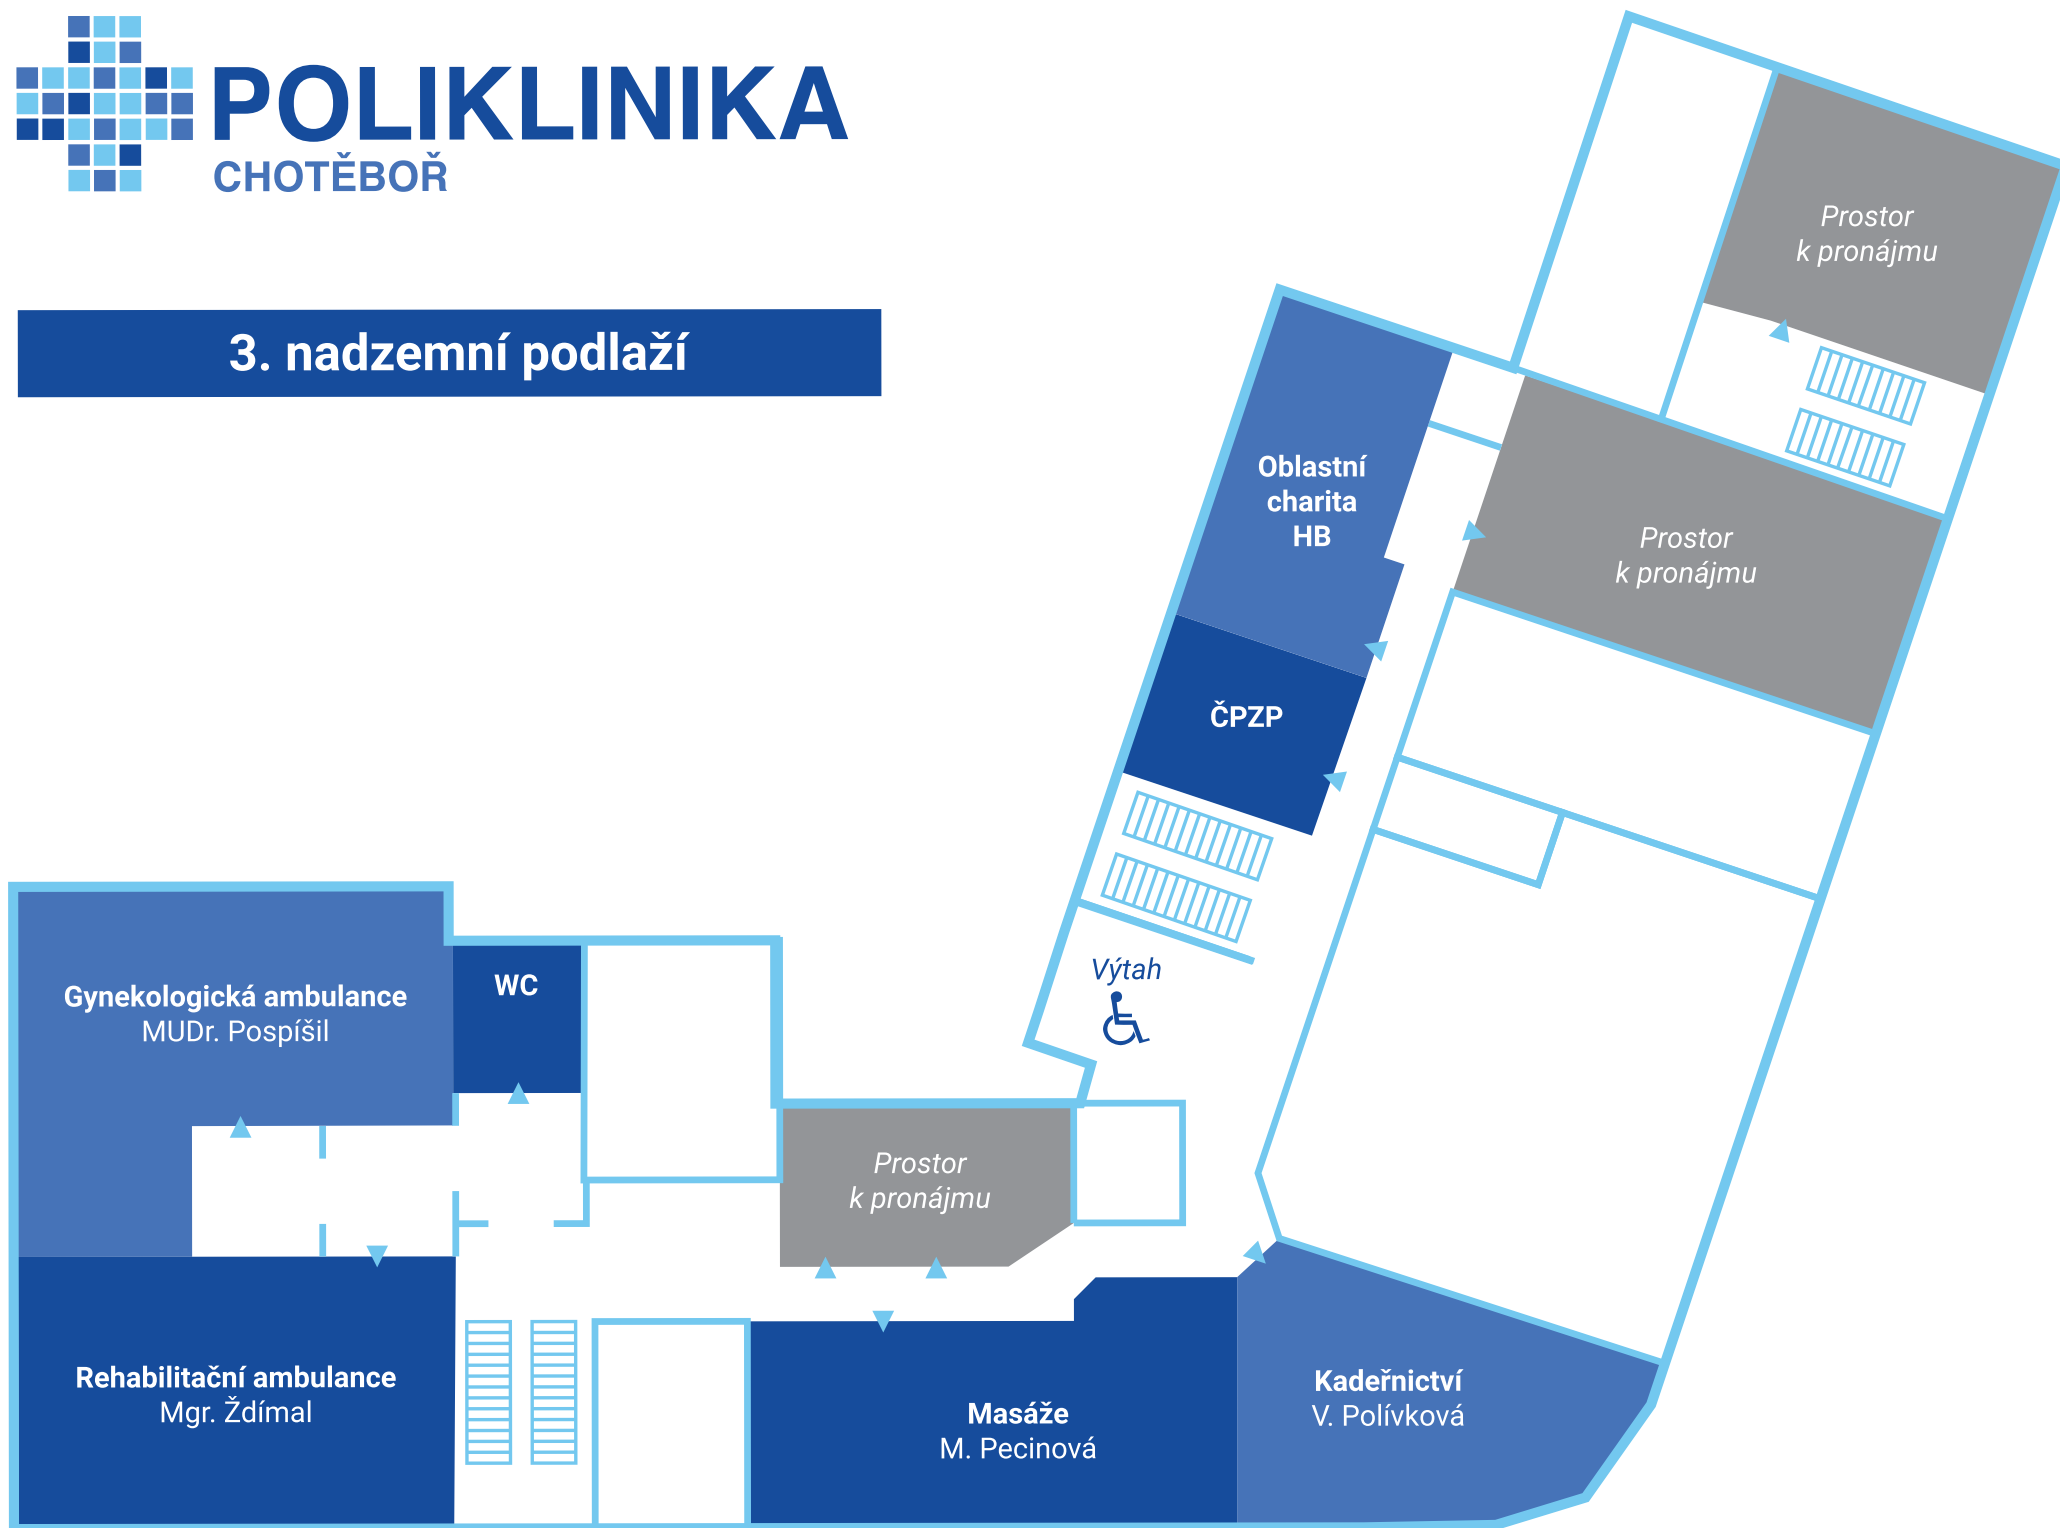 POLIKLINIKA
CHOTĚBOŘ
3. nadzemní podlaží
Prostor
k pronájmu
Oblastní
charita
HB
Prostor
k pronájmu
ČPZP
Výtah
Gynekologická ambulance
MUDr. Pospíšil
WC
Prostor
k pronájmu
Rehabilitační ambulance
Mgr. Ždímal
Masáže
M. Pecinová
Kadeřnictví
V. Polívková